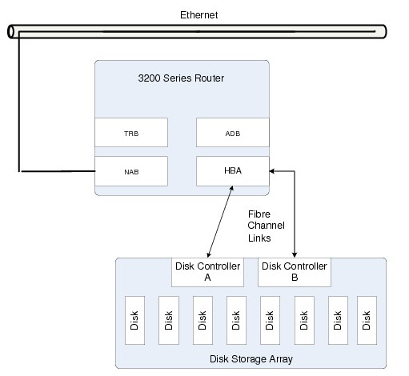 Ethernet
3200 Series Router
TRB
ADB
NAB
HBA
Fibre
Channel
Links
Disk Controller
A
Disk Controller
B
Disk
Disk
Disk
Disk
Disk
Disk
Disk
Disk
Disk Storage Array